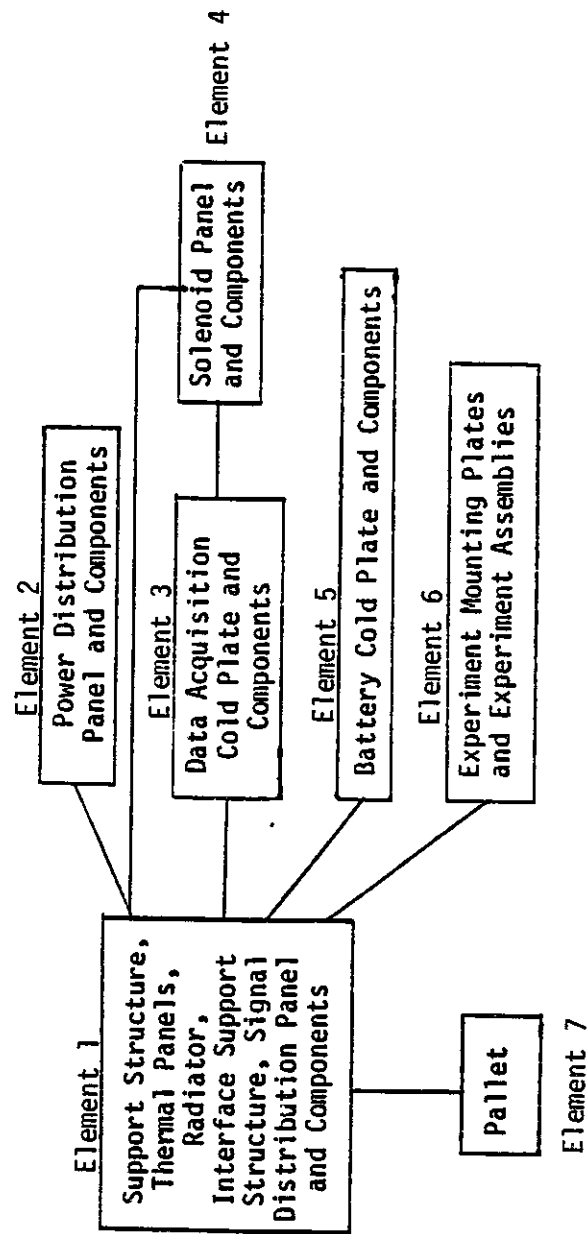 Element 1
Support Structure,
Thermal Panels,
Radiator,
Interface Support
Structure, Signal
Distribution Panel
and Components
Element 2
Power Distribution
Panel and Components
Element 3
Data Acquisition
Cold Plate and
Components
Solenoid Panel
and Components
Element 4
Element 5
Battery Cold Plate and Components
Element 6
Experiment Mounting Plates
and Experiment Assemblies
Pallet
Element 7